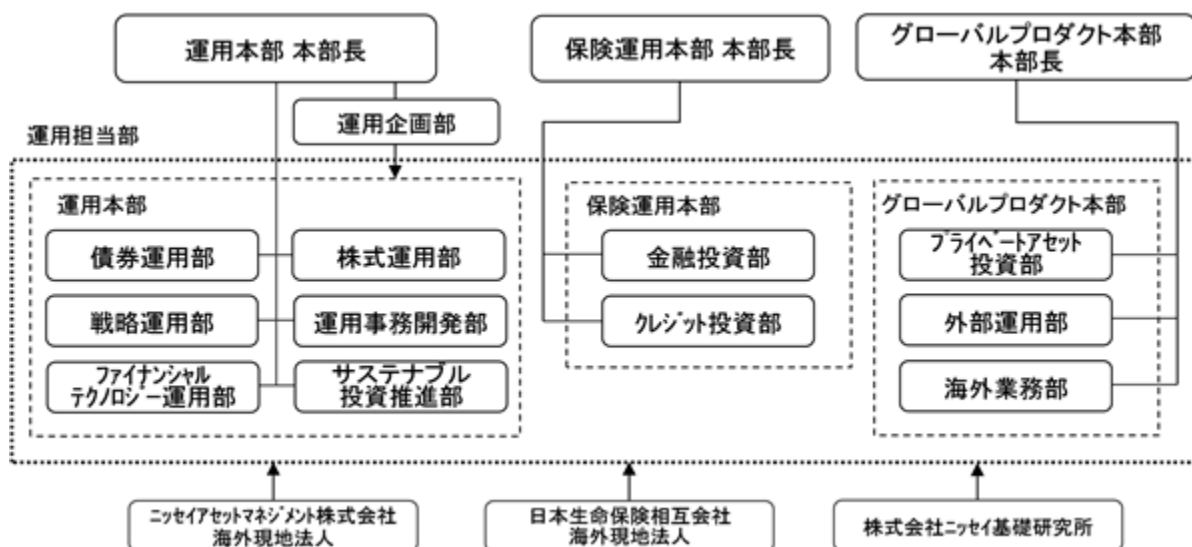 運用本部 本部長
保険運用本部 本部長
グローバルプロダクト本部
本部長
運用企画部
運用担当部
運用本部
債券運用部
株式運用部
戦略運用部
運用事務開発部
ファイナンシャル
テクノロジー運用部
サステナブル
投資推進部
保険運用本部
金融投資部
クレジット投資部
グローバルプロダクト本部
プライベートアセット
投資部
外部運用部
海外業務部
ニッセイアセットマネジメント株式会社
海外現地法人
日本生命保険相互会社
海外現地法人
株式会社ニッセイ基礎研究所